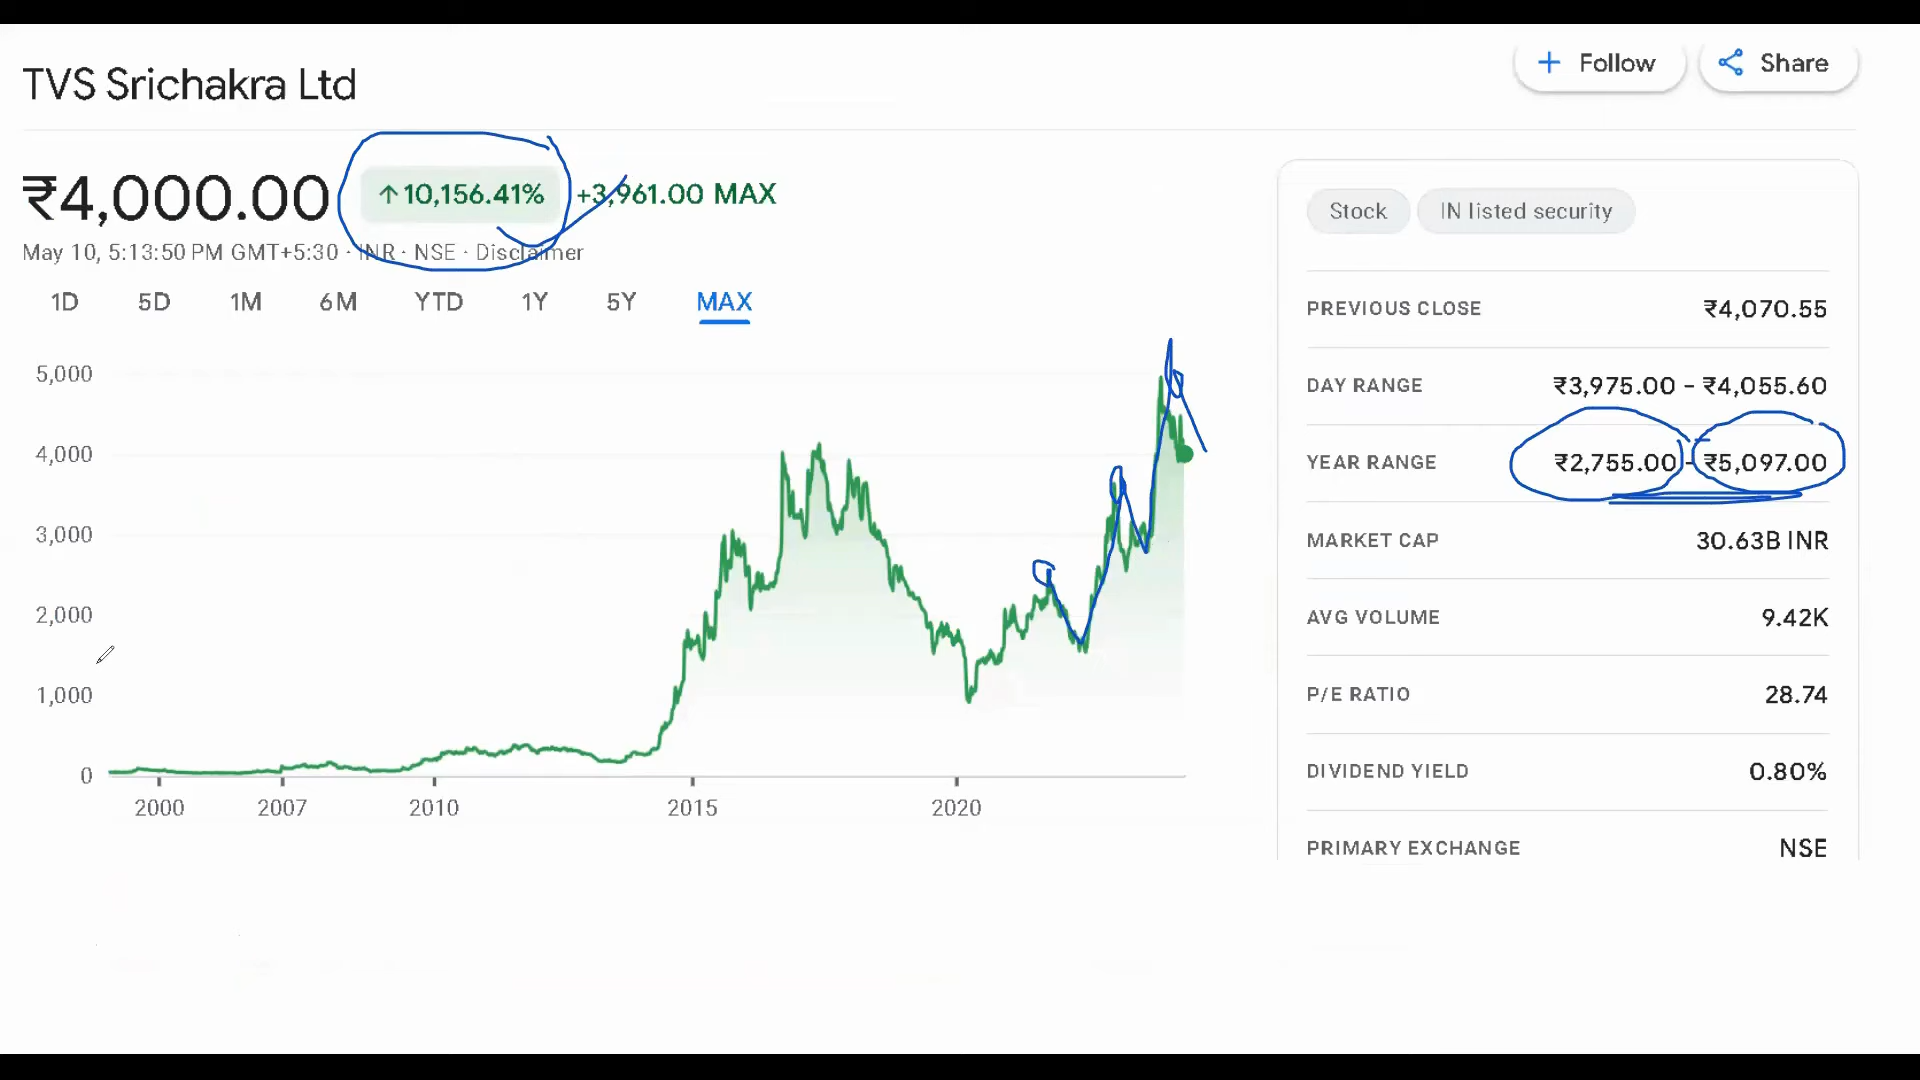 TVS Srichakra Ltd
+ Follow
Share
₹4,000.00 ↑10,156.41% +3,961.00 MAX
May 10, 5:13:50 PM GMT+5:30 · INR · NSE · Disclaimer
1D 5D 1M 6M YTD 1Y 5Y MAX
5,000
4,000
3,000
2,000
1,000
0
2000 2007 2010 2015 2020
Stock IN listed security
PREVIOUS CLOSE ₹4,070.55
DAY RANGE ₹3,975.00 - ₹4,055.60
YEAR RANGE ₹2,755.00 - ₹5,097.00
MARKET CAP 30.63B INR
AVG VOLUME 9.42K
P/E RATIO 28.74
DIVIDEND YIELD 0.80%
PRIMARY EXCHANGE NSE